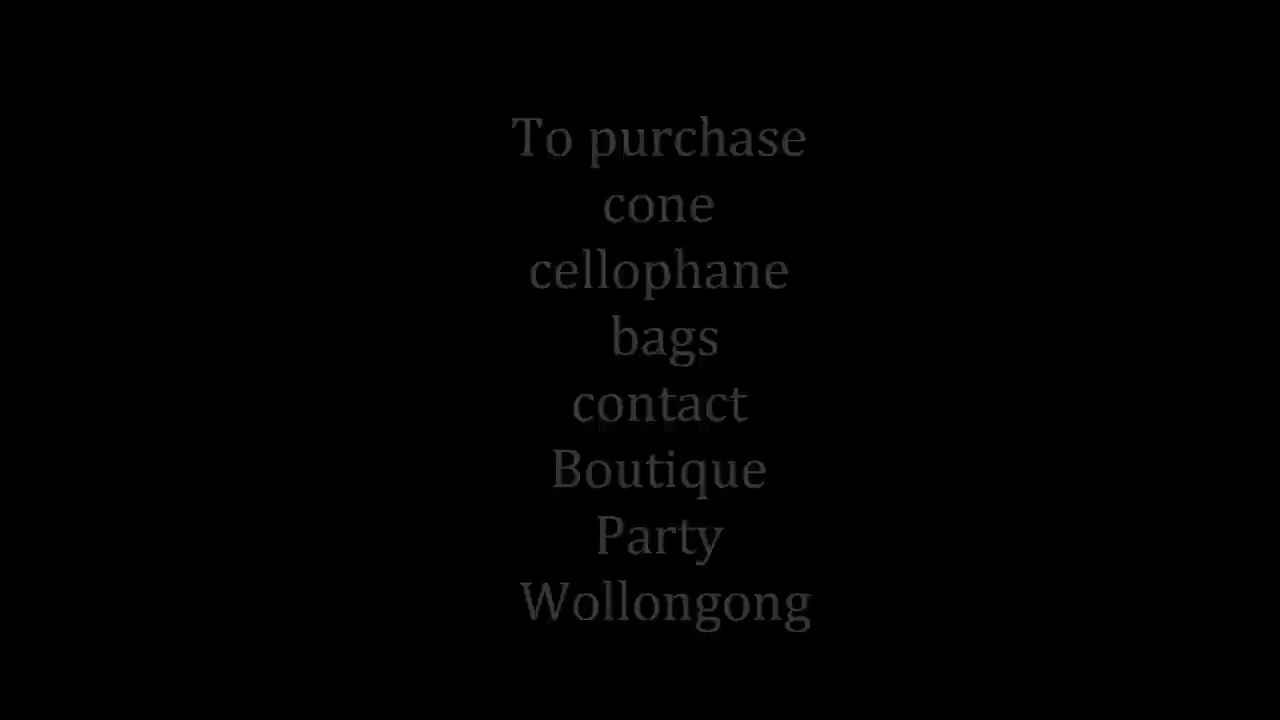 To purchase
cone
cellophane
bags
contact
Boutique
Party
Wollongong